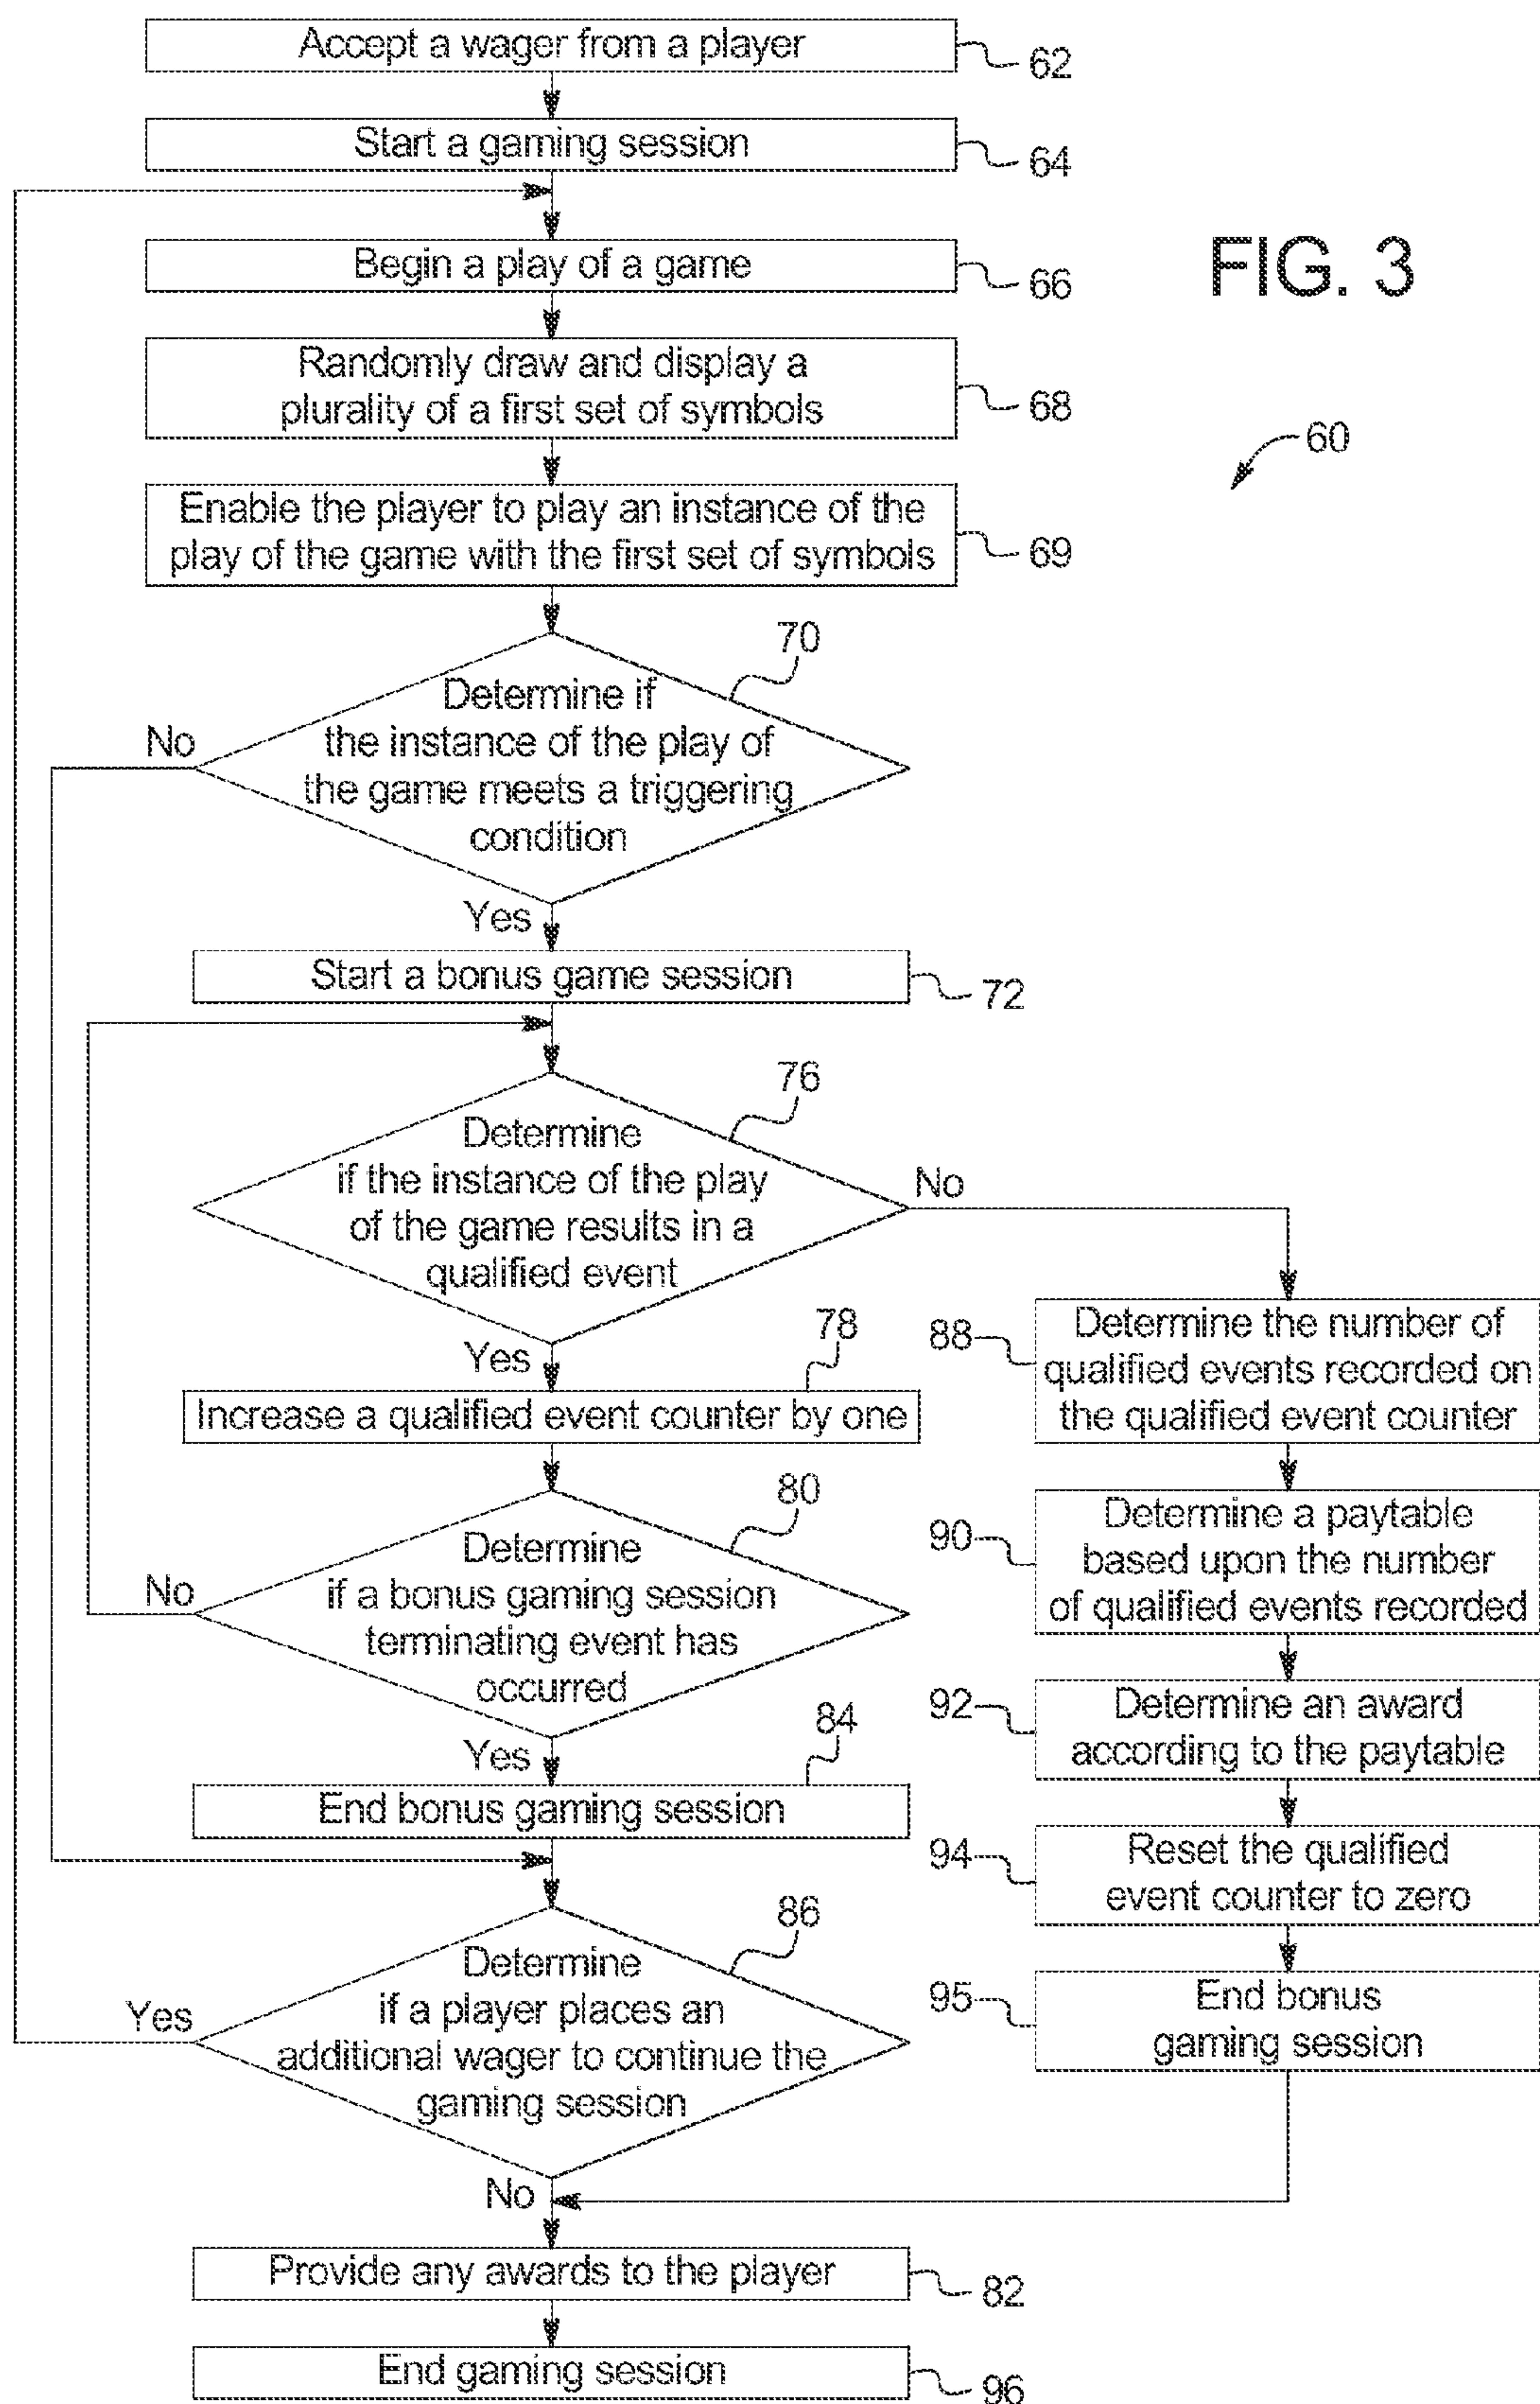 Accept a wager from a player
62
Start a gaming session
64
Begin a play of a game
66
FIG. 3
Randomly draw and display a
plurality of a first set of symbols
68
60
Enable the player to play an instance of the
play of the game with the first set of symbols
69
70
Determine if
the instance of the play of
the game meets a triggering
condition
No
Yes
Start a bonus game session
72
76
Determine
if the instance of the play
of the game results in a
qualified event
No
Yes
78
Increase a qualified event counter by one
80
Determine
if a bonus gaming session
terminating event has
occurred
No
Yes
84
End bonus gaming session
86
Determine
if a player places an
additional wager to continue the
gaming session
Yes
No
88
Determine the number of
qualified events recorded on
the qualified event counter
90
Determine a paytable
based upon the number
of qualified events recorded
92
Determine an award
according to the paytable
94
Reset the qualified
event counter to zero
95
End bonus
gaming session
Provide any awards to the player
82
End gaming session
96